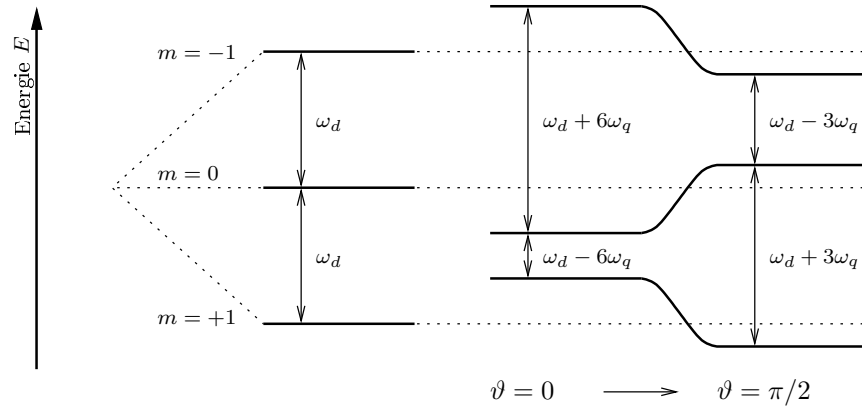 Energie E
m = −1
ω_d
ω_d + 6ω_q
ω_d − 3ω_q
m = 0
ω_d
ω_d − 6ω_q
ω_d + 3ω_q
m = +1
ϑ = 0
ϑ = π/2